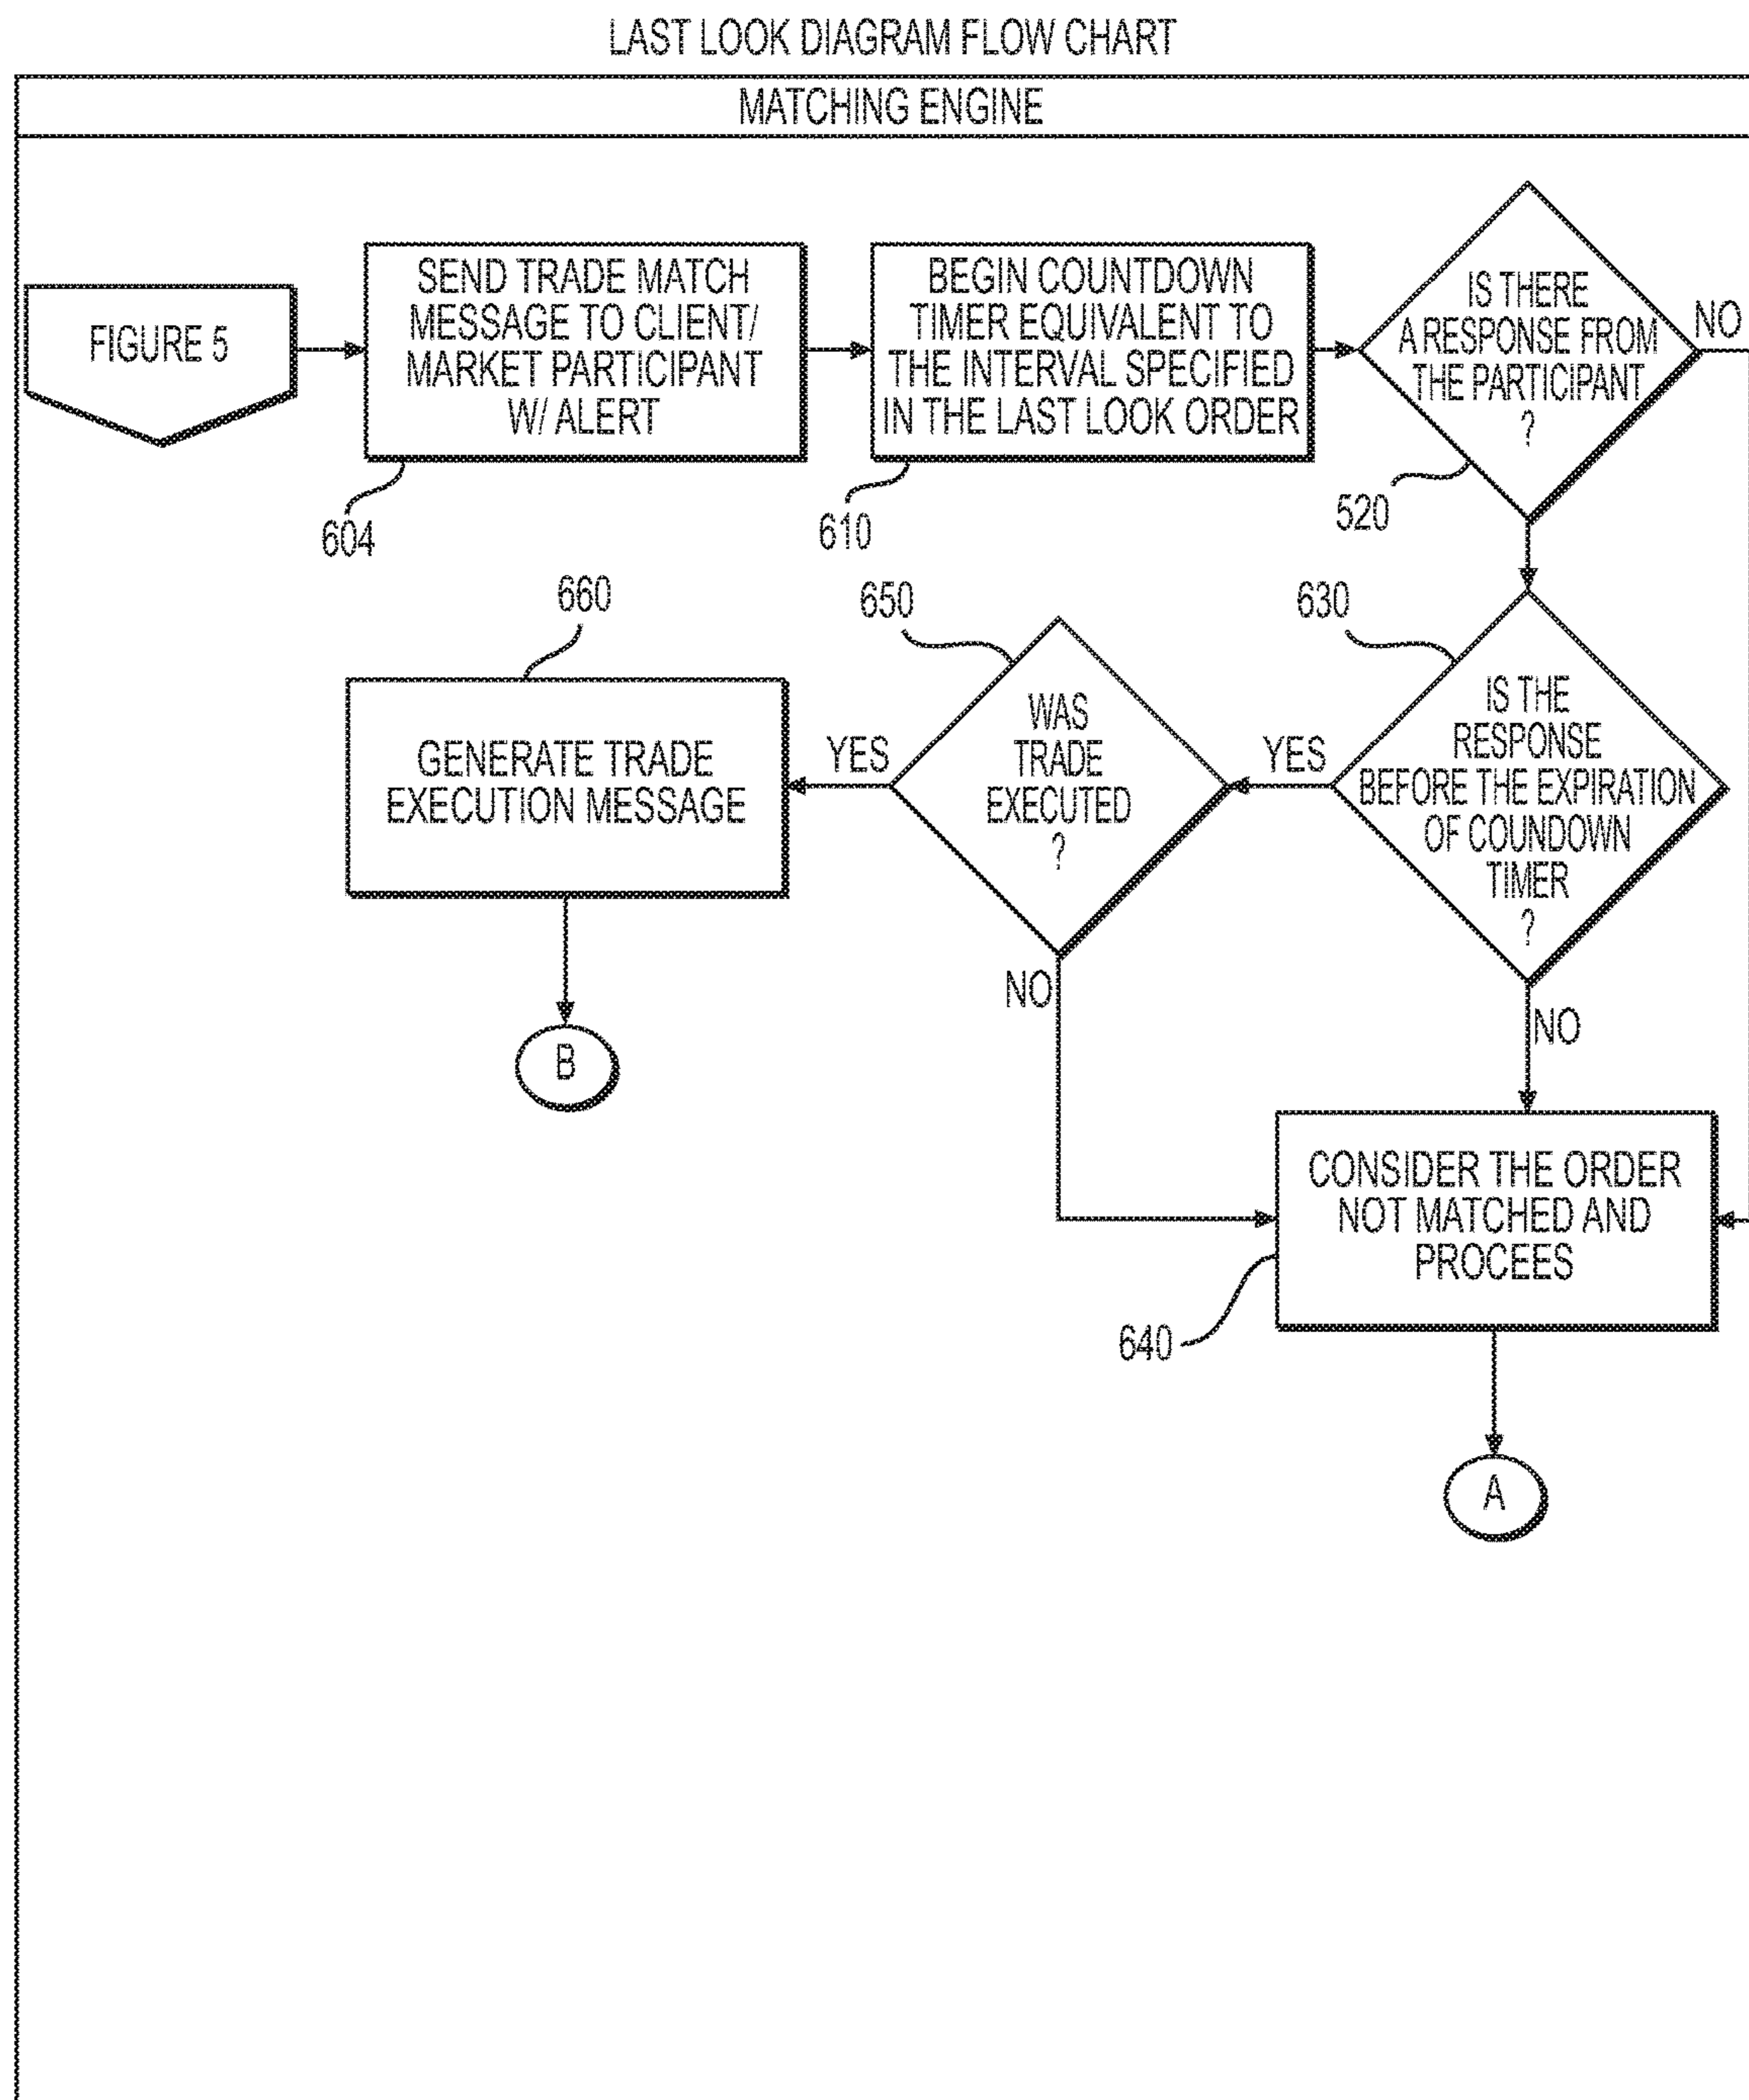 LAST LOOK DIAGRAM FLOW CHART
MATCHING ENGINE
FIGURE 5
SEND TRADE MATCH
MESSAGE TO CLIENT/
MARKET PARTICIPANT
W/ ALERT
604
BEGIN COUNTDOWN
TIMER EQUIVALENT TO
THE INTERVAL SPECIFIED
IN THE LAST LOOK ORDER
610
IS THERE
A RESPONSE FROM
THE PARTICIPANT
?
NO
520
630
IS THE
RESPONSE
BEFORE THE EXPIRATION
OF COUNDOWN
TIMER
?
YES
NO
650
WAS
TRADE
EXECUTED
?
YES
NO
660
GENERATE TRADE
EXECUTION MESSAGE
B
CONSIDER THE ORDER
NOT MATCHED AND
PROCEES
640
A